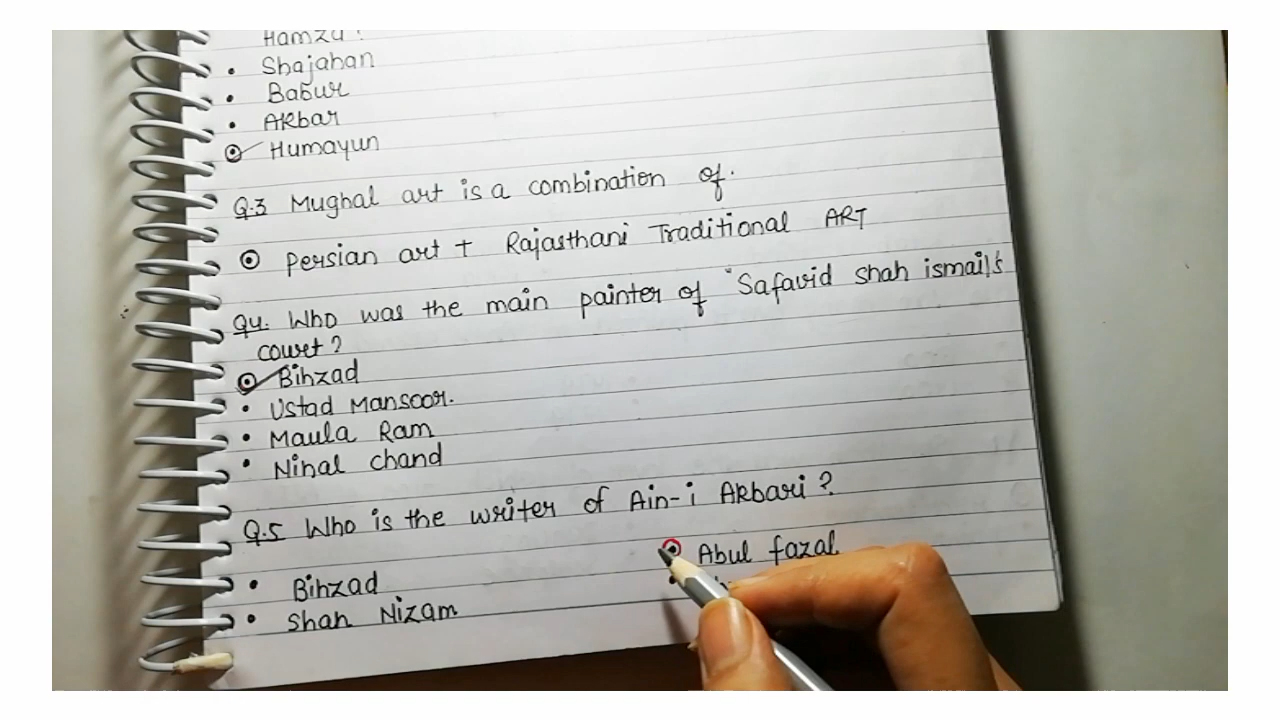 Hamzu?
• Shajahan
• Babur
• Akbar
Humayun
Q.3 Mughal art is a combination of.
Persian art + Rajasthani Traditional ART
Q4. Who was the main painter of "Safavid Shah ismail's
court?
Bihzad
• Ustad Mansoor.
• Maula Ram
• Nihal chand
Q.5 Who is the writer of Ain-i Akbari?
• Abul fazal
• Bihzad
• Shah Nizam